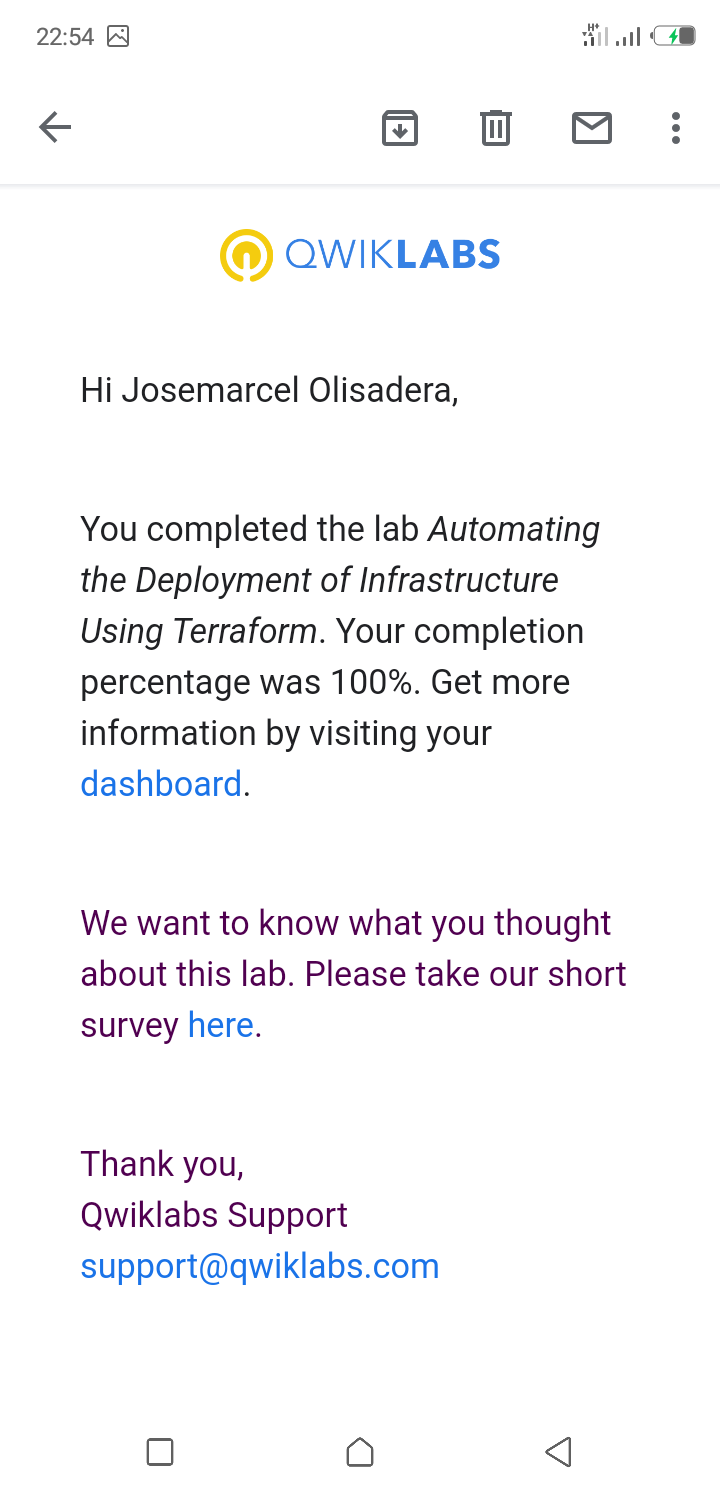 22:54
H+
QWIKLABS
Hi Josemarcel Olisadera,
You completed the lab Automating
the Deployment of Infrastructure
Using Terraform. Your completion
percentage was 100%. Get more
information by visiting your
dashboard.
We want to know what you thought
about this lab. Please take our short
survey here.
Thank you,
Qwiklabs Support
support@qwiklabs.com